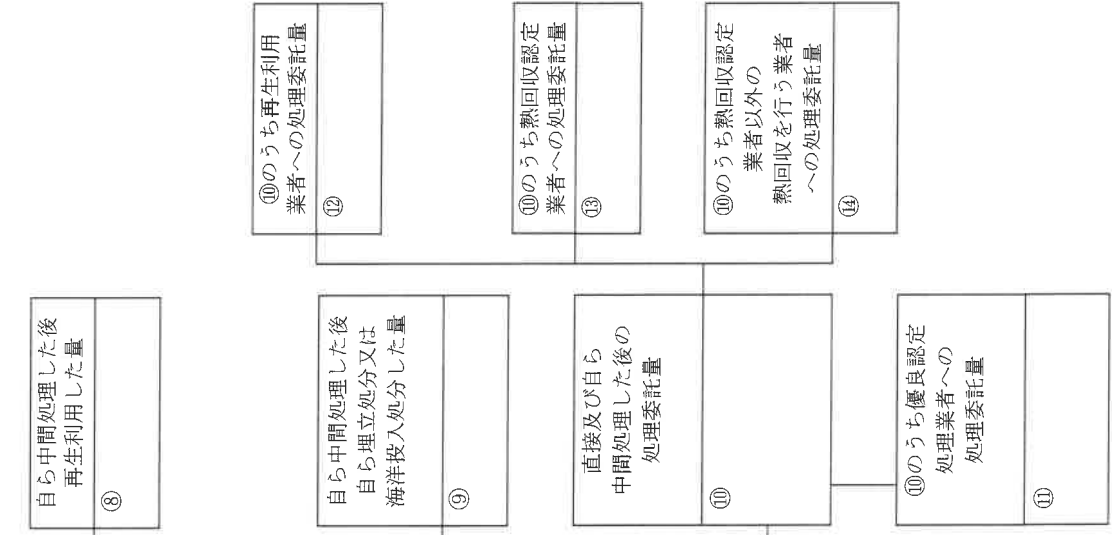 自ら中間処理した後
再生利用した量
⑧
自ら中間処理した後
自ら埋立処分又は
海洋投入処分した量
⑨
直接及び自ら
中間処理した後の
処理委託量
⑩
⑩のうち優良認定
処理業者への
処理委託量
⑪
⑩のうち再生利用
業者への処理委託量
⑫
⑩のうち熱回収認定
業者への処理委託量
⑬
⑩のうち熱回収認定
業者以外の
熱回収を行う業者
への処理委託量
⑭